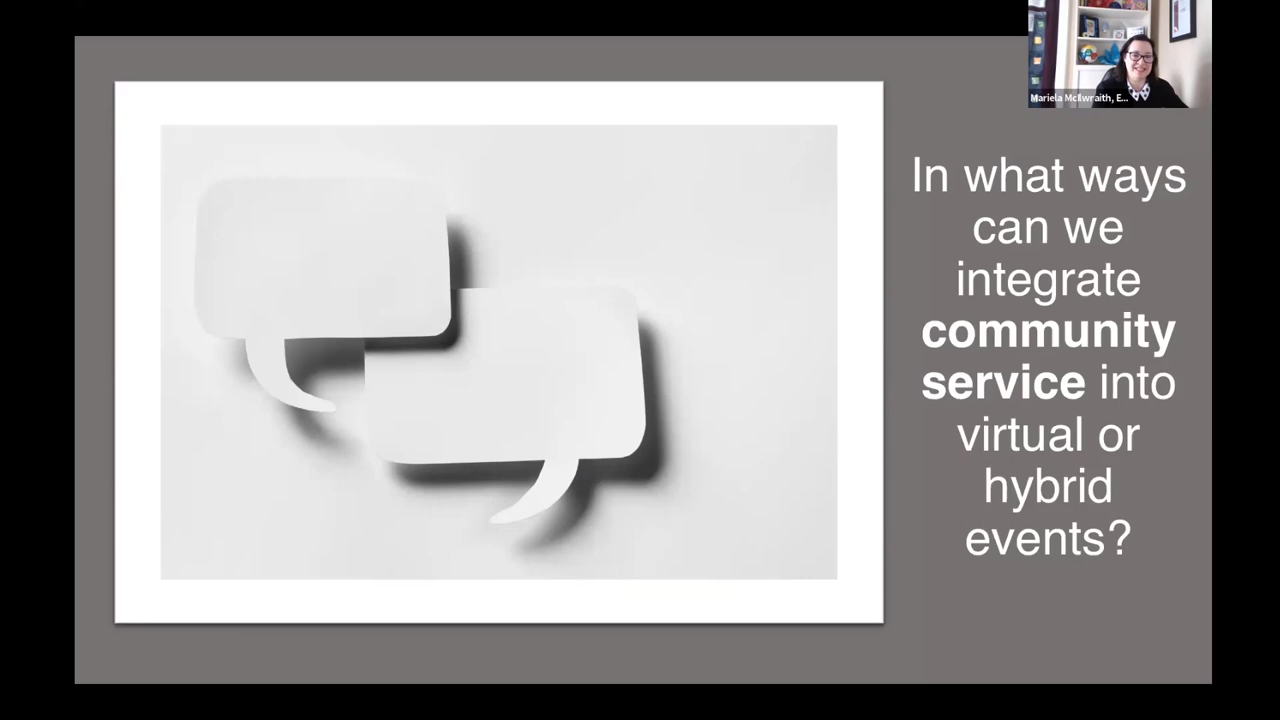 Mariela McIlwraith, E...
In what ways
can we
integrate
community
service into
virtual or
hybrid
events?